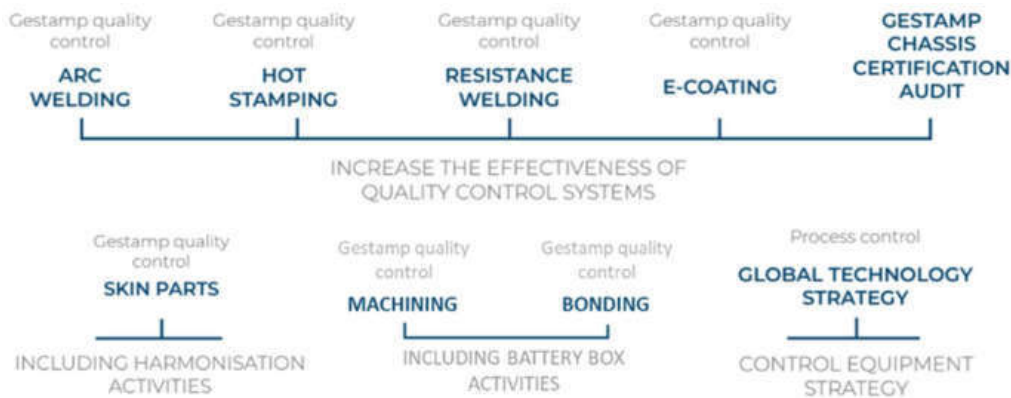 Gestamp quality control
ARC WELDING
Gestamp quality control
HOT STAMPING
Gestamp quality control
RESISTANCE WELDING
Gestamp quality control
E-COATING
GESTAMP CHASSIS CERTIFICATION AUDIT
INCREASE THE EFFECTIVENESS OF
QUALITY CONTROL SYSTEMS
Gestamp quality control
SKIN PARTS
INCLUDING HARMONISATION
ACTIVITIES
Gestamp quality control
MACHINING
Gestamp quality control
BONDING
INCLUDING BATTERY BOX
ACTIVITIES
Process control
GLOBAL TECHNOLOGY
STRATEGY
CONTROL EQUIPMENT
STRATEGY